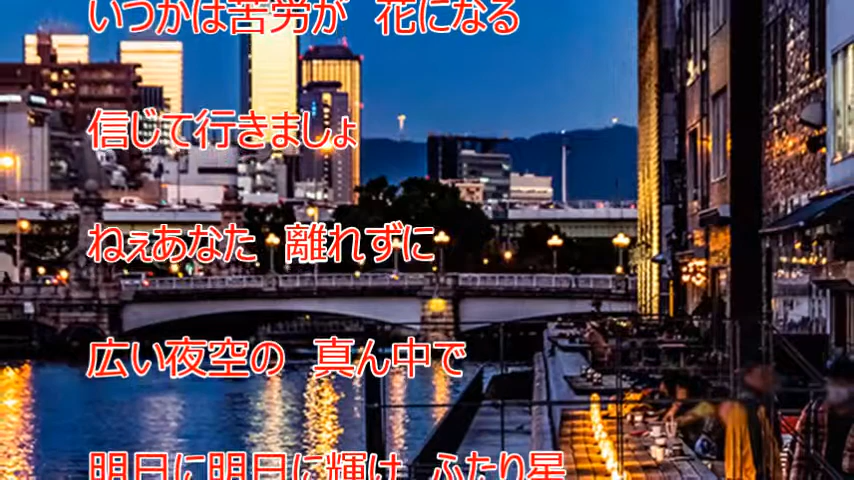 いつかは苦労が　花になる
信じて行きましょ
ねぇあなた　離れずに
広い夜空の　真ん中で
明日に明日に輝け　ふたり星